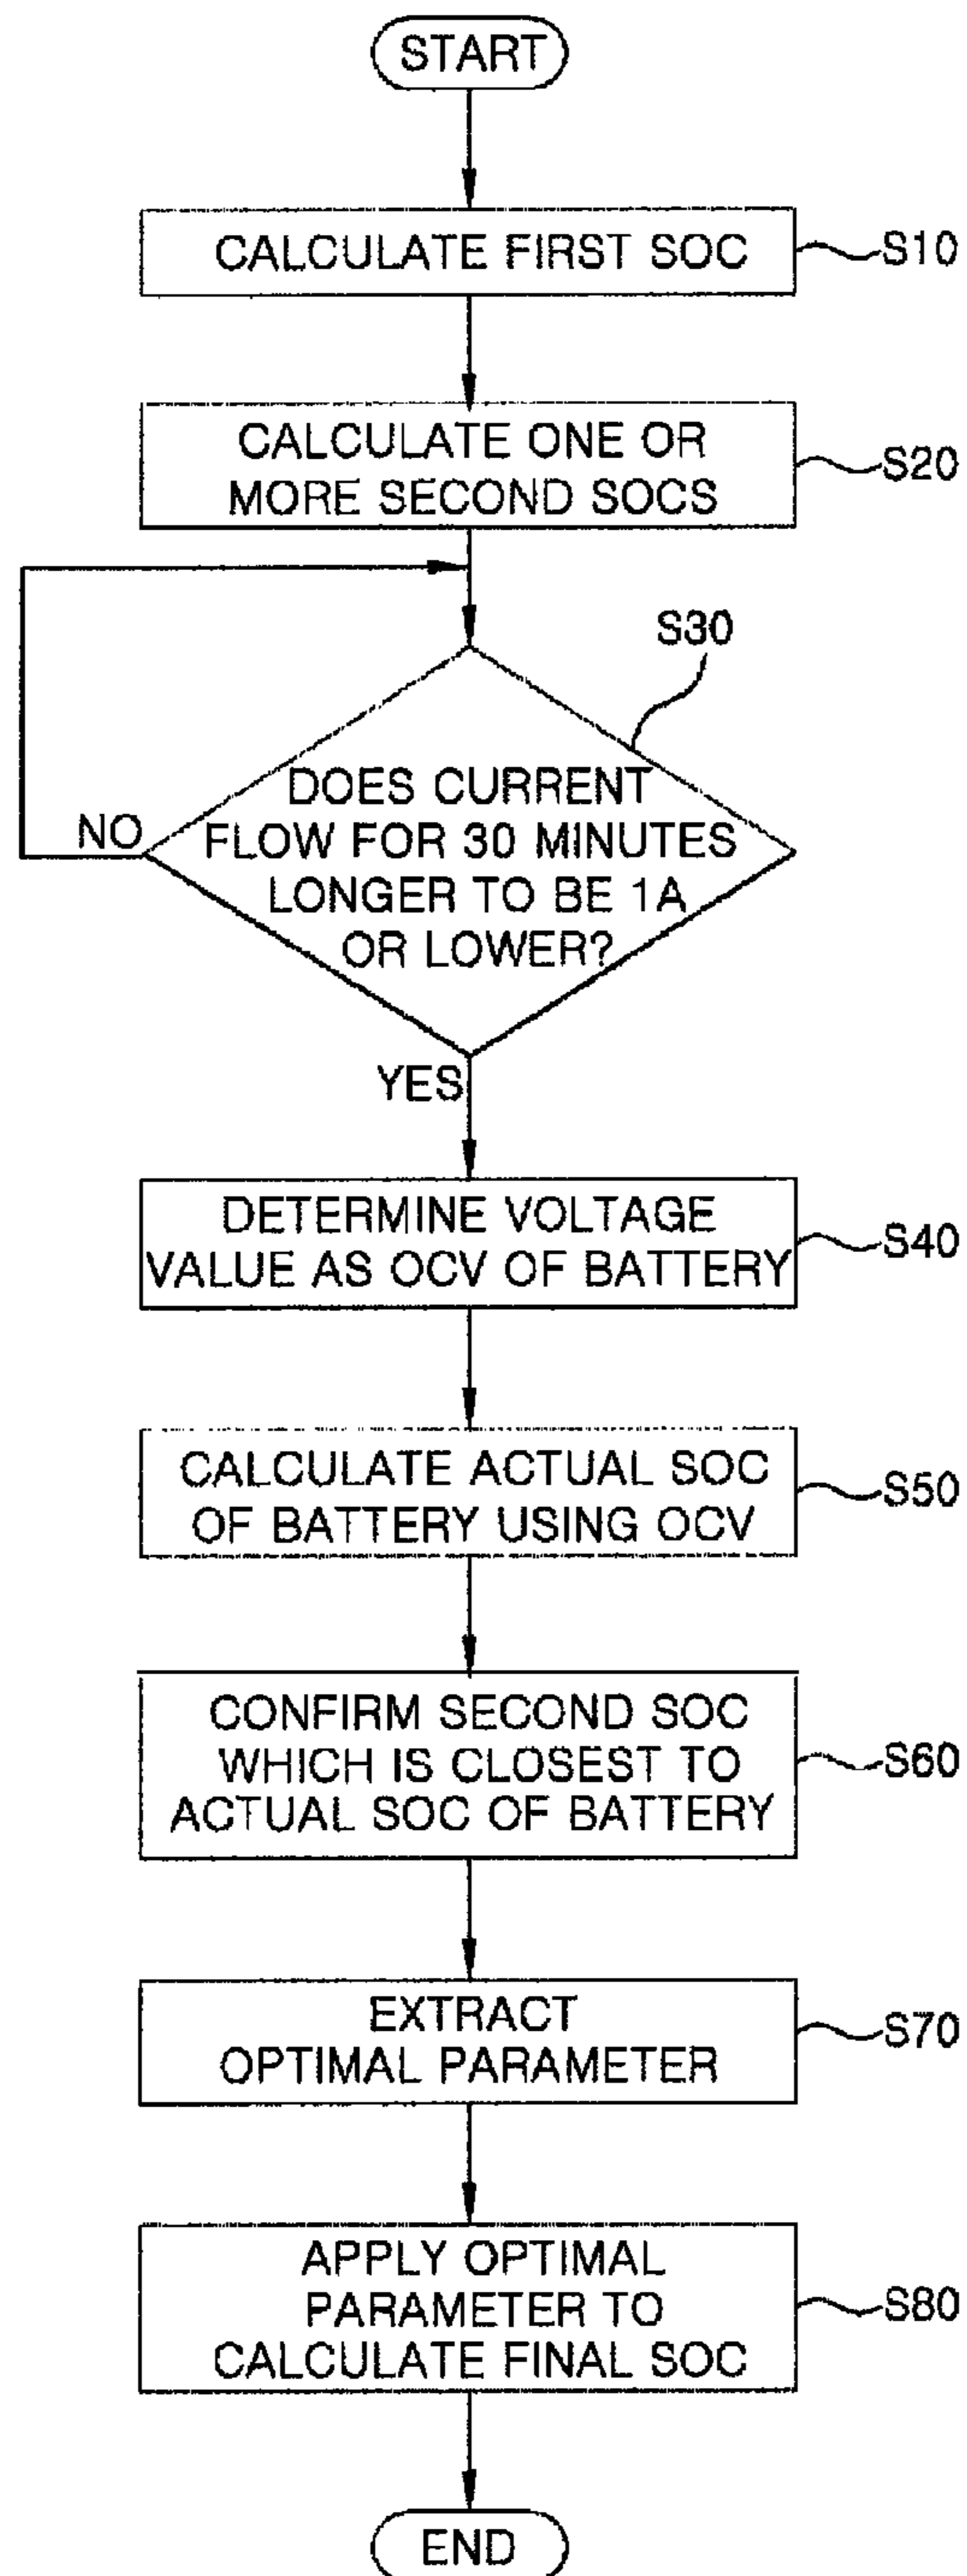 START
CALCULATE FIRST SOC
S10
CALCULATE ONE OR
MORE SECOND SOCS
S20
S30
DOES CURRENT
FLOW FOR 30 MINUTES
LONGER TO BE 1A
OR LOWER?
NO
YES
DETERMINE VOLTAGE
VALUE AS OCV OF BATTERY
S40
CALCULATE ACTUAL SOC
OF BATTERY USING OCV
S50
CONFIRM SECOND SOC
WHICH IS CLOSEST TO
ACTUAL SOC OF BATTERY
S60
EXTRACT
OPTIMAL PARAMETER
S70
APPLY OPTIMAL
PARAMETER TO
CALCULATE FINAL SOC
S80
END